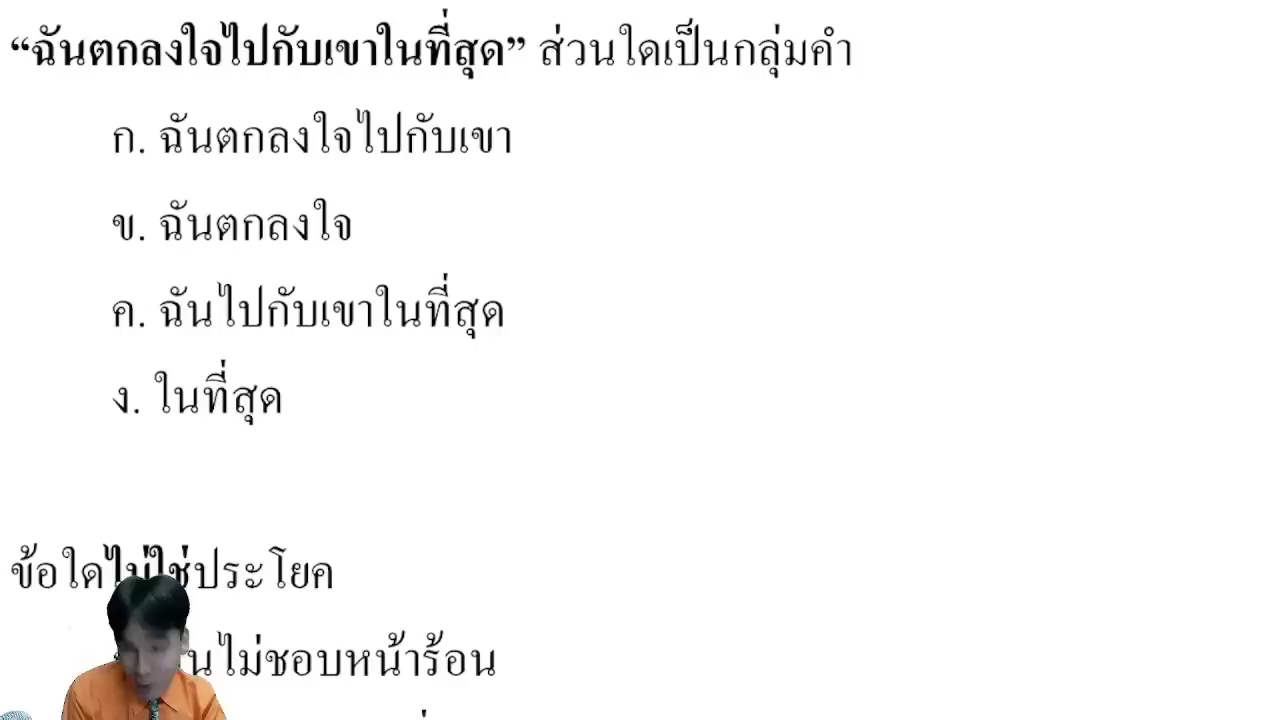 “ฉันตกลงใจไปกับเขาในที่สุด” ส่วนใดเป็นกลุ่มคำ
ก. ฉันตกลงใจไปกับเขา
ข. ฉันตกลงใจ
ค. ฉันไปกับเขาในที่สุด
ง. ในที่สุด
ข้อใดไม่ใช่ประโยค
ไม่ชอบหน้าร้อน